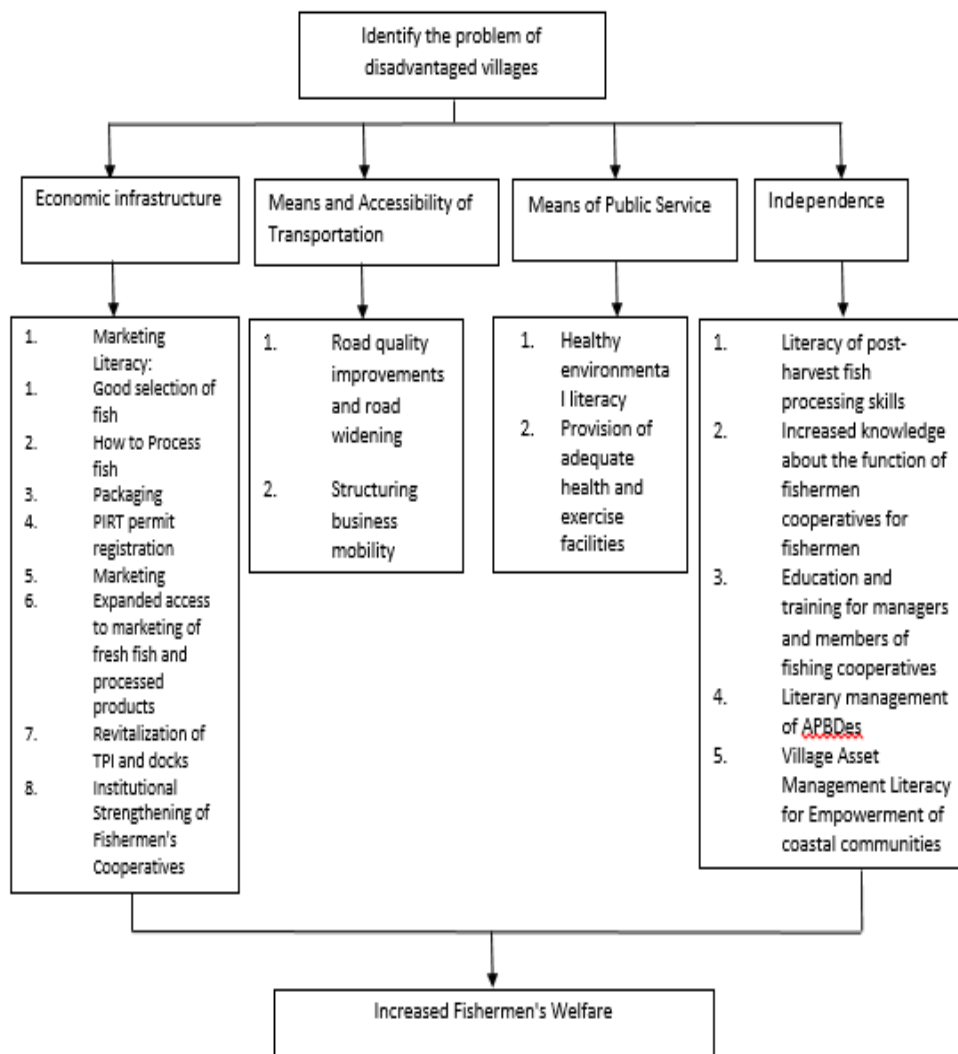 Identify the problem of
disadvantaged villages
Economic infrastructure
Means and Accessibility of
Transportation
Means of Public Service
Independence
1. Marketing
Literacy:
1. Good selection of
fish
2. How to Process
fish
3. Packaging
4. PIRT permit
registration
5. Marketing
6. Expanded access
to marketing of
fresh fish and
processed
products
7. Revitalization of
TPI and docks
8. Institutional
Strengthening of
Fishermen's
Cooperatives
1. Road quality
improvements
and road
widening
2. Structuring
business
mobility
1. Healthy
environmenta
l literacy
2. Provision of
adequate
health and
exercise
facilities
1. Literacy of post-
harvest fish
processing skills
2. Increased knowledge
about the function of
fishermen
cooperatives for
fishermen
3. Education and
training for managers
and members of
fishing cooperatives
4. Literary management
of APBDes
5. Village Asset
Management Literacy
for Empowerment of
coastal communities
Increased Fishermen's Welfare